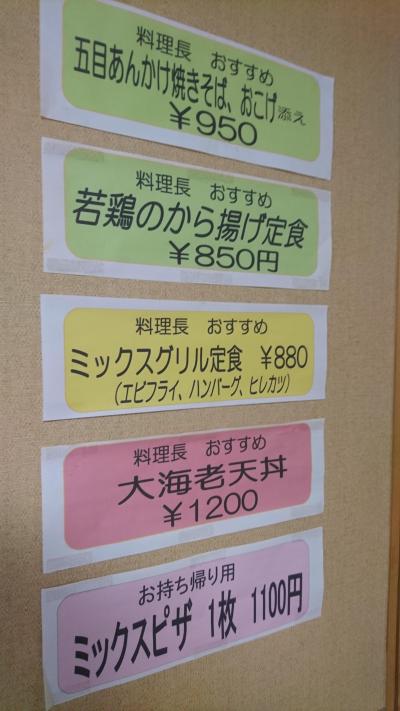 料理長 おすすめ
五目あんかけ焼きそば、おこげ添え
￥950
料理長 おすすめ
若鶏のから揚げ定食
￥850円
料理長 おすすめ
ミックスグリル定食 ￥880
（エビフライ、ハンバーグ、ヒレカツ）
料理長 おすすめ
大海老天丼
￥1200
お持ち帰り用
ミックスピザ 1枚 1100円